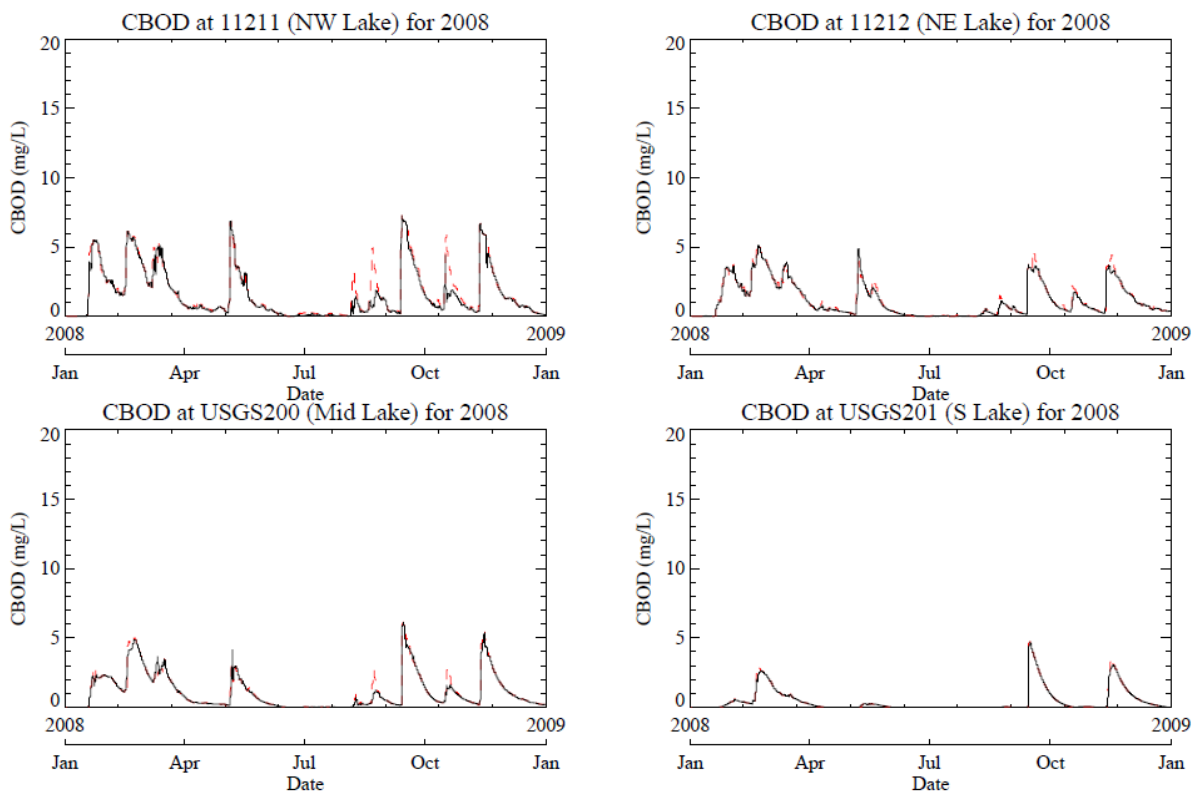 CBOD at 11211 (NW Lake) for 2008
20
15
10
5
0
CBOD (mg/L)
2008 2009
Jan Apr Jul Oct Jan
Date
CBOD at 11212 (NE Lake) for 2008
20
15
10
5
0
CBOD (mg/L)
2008 2009
Jan Apr Jul Oct Jan
Date
CBOD at USGS200 (Mid Lake) for 2008
20
15
10
5
0
CBOD (mg/L)
2008 2009
Jan Apr Jul Oct Jan
Date
CBOD at USGS201 (S Lake) for 2008
20
15
10
5
0
CBOD (mg/L)
2008 2009
Jan Apr Jul Oct Jan
Date